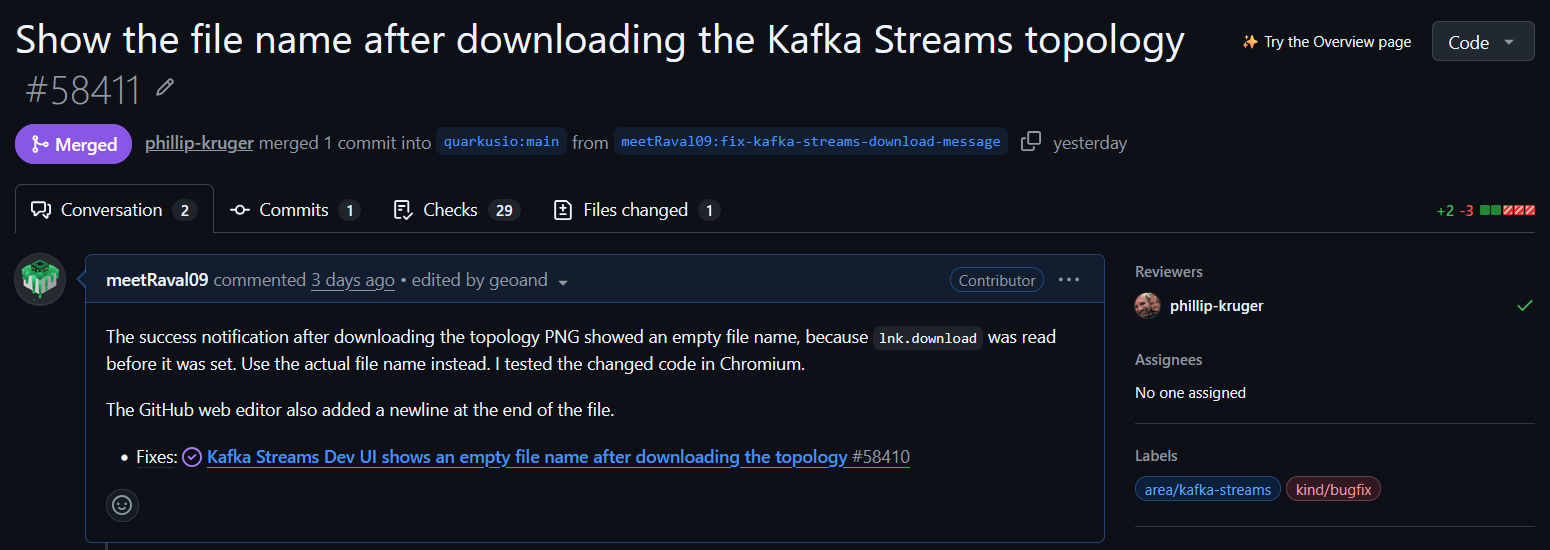 Show the file name after downloading the Kafka Streams topology
#58411
Try the Overview page
Code
Merged
phillip-kruger merged 1 commit into quarkusio:main from meetRaval09:fix-kafka-streams-download-message yesterday
Conversation 2
Commits 1
Checks 29
Files changed 1
+2 -3
meetRaval09 commented 3 days ago • edited by geoand
Contributor
The success notification after downloading the topology PNG showed an empty file name, because lnk.download was read
before it was set. Use the actual file name instead. I tested the changed code in Chromium.
The GitHub web editor also added a newline at the end of the file.
• Fixes: Kafka Streams Dev UI shows an empty file name after downloading the topology #58410
Reviewers
phillip-kruger
Assignees
No one assigned
Labels
area/kafka-streams kind/bugfix